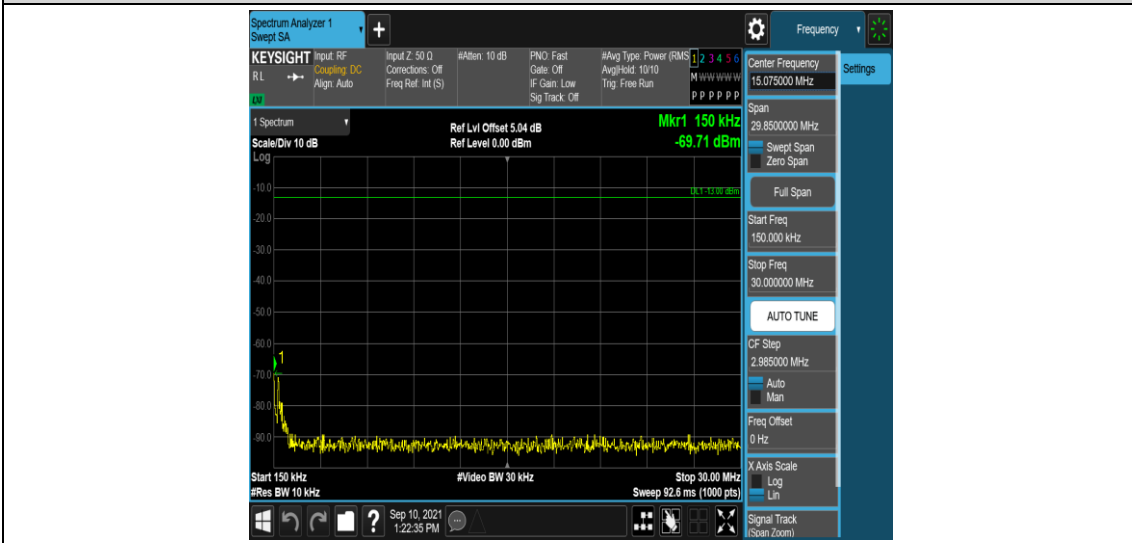 Spectrum Analyzer 1
Swept SA
+
Frequency
KEYSIGHT
RL
LXI
Input: RF
Coupling: DC
Align: Auto
Input Z: 50 Ω
Corrections: Off
Freq Ref: Int (S)
#Atten: 10 dB
PNO: Fast
Gate: Off
IF Gain: Low
Sig Track: Off
#Avg Type: Power (RMS
Avg|Hold: 10/10
Trig: Free Run
1 2 3 4 5 6
M W W W W W
P P P P P P
1 Spectrum
Scale/Div 10 dB
Log
Ref Lvl Offset 5.04 dB
Ref Level 0.00 dBm
Mkr1 150 kHz
-69.71 dBm
DL1 -13.00 dBm
-10.0
-20.0
-30.0
-40.0
-50.0
-60.0
-70.0
-80.0
-90.0
1
Start 150 kHz
#Res BW 10 kHz
#Video BW 30 kHz
Stop 30.00 MHz
Sweep 92.6 ms (1000 pts)
?
Sep 10, 2021
1:22:35 PM
Center Frequency
15.075000 MHz
Span
29.8500000 MHz
Swept Span
Zero Span
Full Span
Start Freq
150.000 kHz
Stop Freq
30.000000 MHz
AUTO TUNE
CF Step
2.985000 MHz
Auto
Man
Freq Offset
0 Hz
X Axis Scale
Log
Lin
Signal Track
(Span Zoom)
Settings